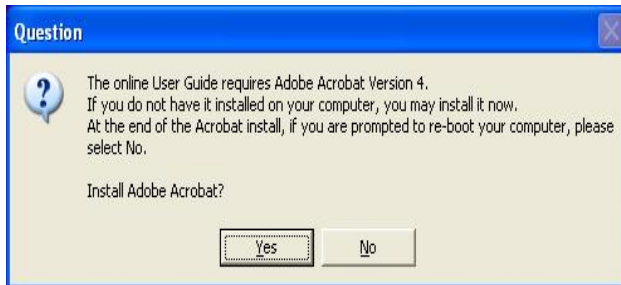 Question
The online User Guide requires Adobe Acrobat Version 4.
If you do not have it installed on your computer, you may install it now.
At the end of the Acrobat install, if you are prompted to re-boot your computer, please
select No.
Install Adobe Acrobat?
Yes No